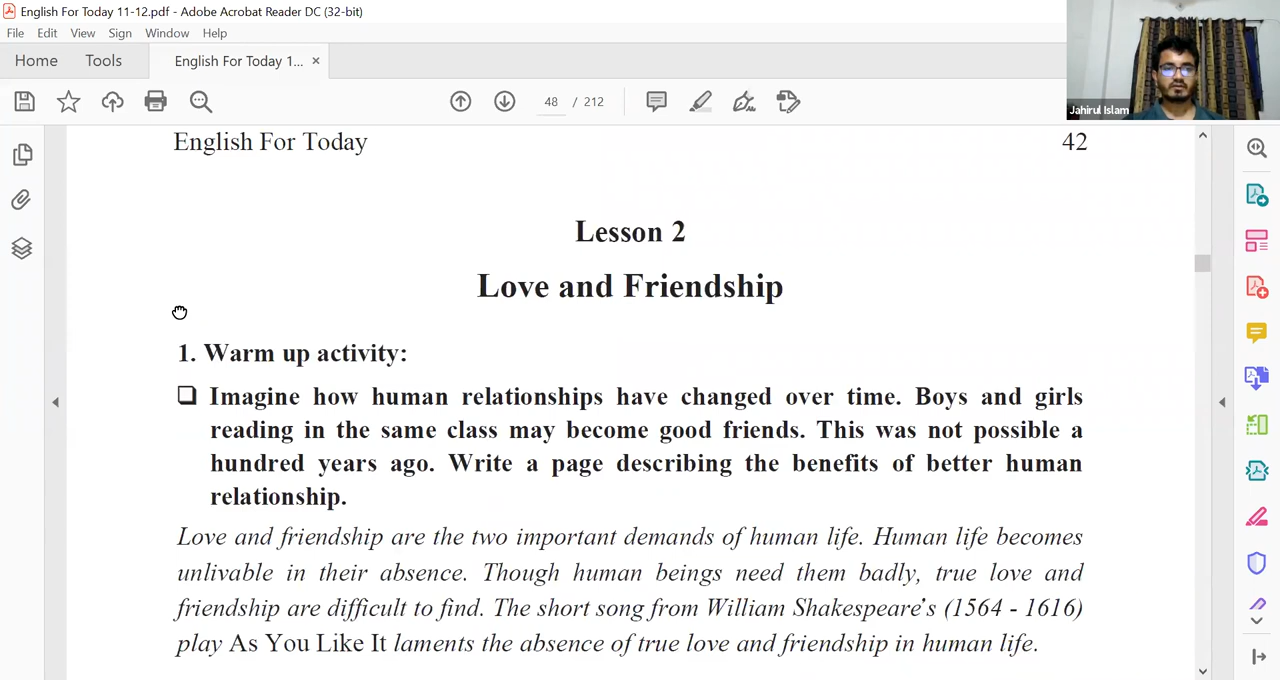 English For Today 11-12.pdf - Adobe Acrobat Reader DC (32-bit)
File Edit View Sign Window Help
Home Tools English For Today 1... ×
48 / 212
Jahirul Islam
English For Today 42
Lesson 2
Love and Friendship
1. Warm up activity:
❑ Imagine how human relationships have changed over time. Boys and girls
reading in the same class may become good friends. This was not possible a
hundred years ago. Write a page describing the benefits of better human
relationship.
Love and friendship are the two important demands of human life. Human life becomes
unlivable in their absence. Though human beings need them badly, true love and
friendship are difficult to find. The short song from William Shakespeare's (1564 - 1616)
play As You Like It laments the absence of true love and friendship in human life.